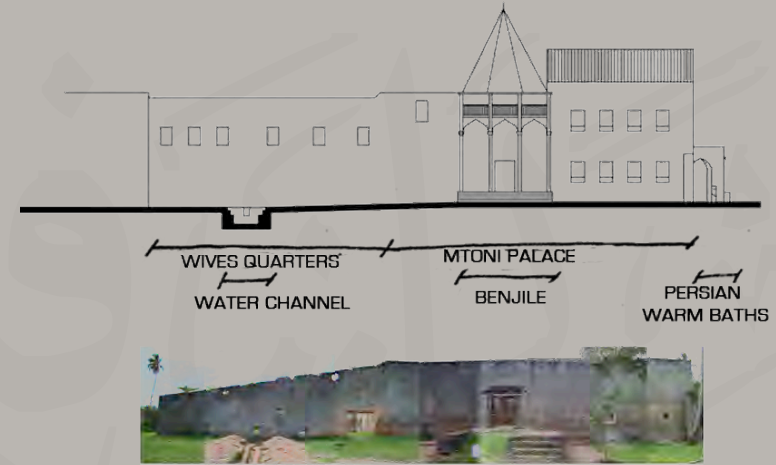 WIVES QUARTERS
MTONI PALACE
WATER CHANNEL
BENJILE
PERSIAN
WARM BATHS